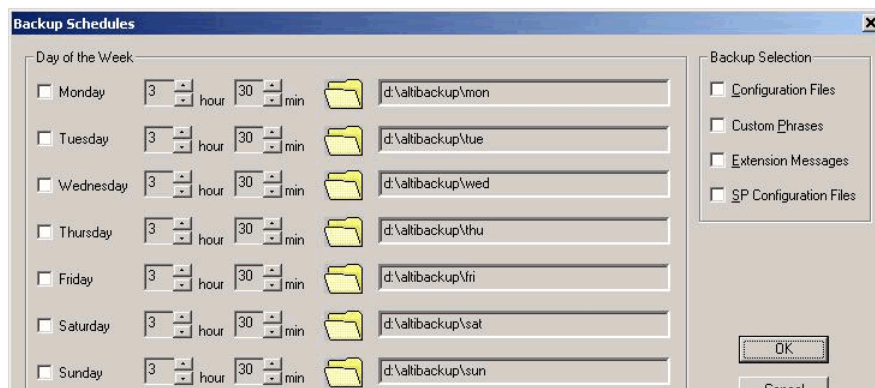 Backup Schedules
Day of the Week
Monday 3 hour 30 min d:\altibackup\mon
Tuesday 3 hour 30 min d:\altibackup\tue
Wednesday 3 hour 30 min d:\altibackup\wed
Thursday 3 hour 30 min d:\altibackup\thu
Friday 3 hour 30 min d:\altibackup\fri
Saturday 3 hour 30 min d:\altibackup\sat
Sunday 3 hour 30 min d:\altibackup\sun
Backup Selection
Configuration Files
Custom Phrases
Extension Messages
SP Configuration Files
OK
Cancel